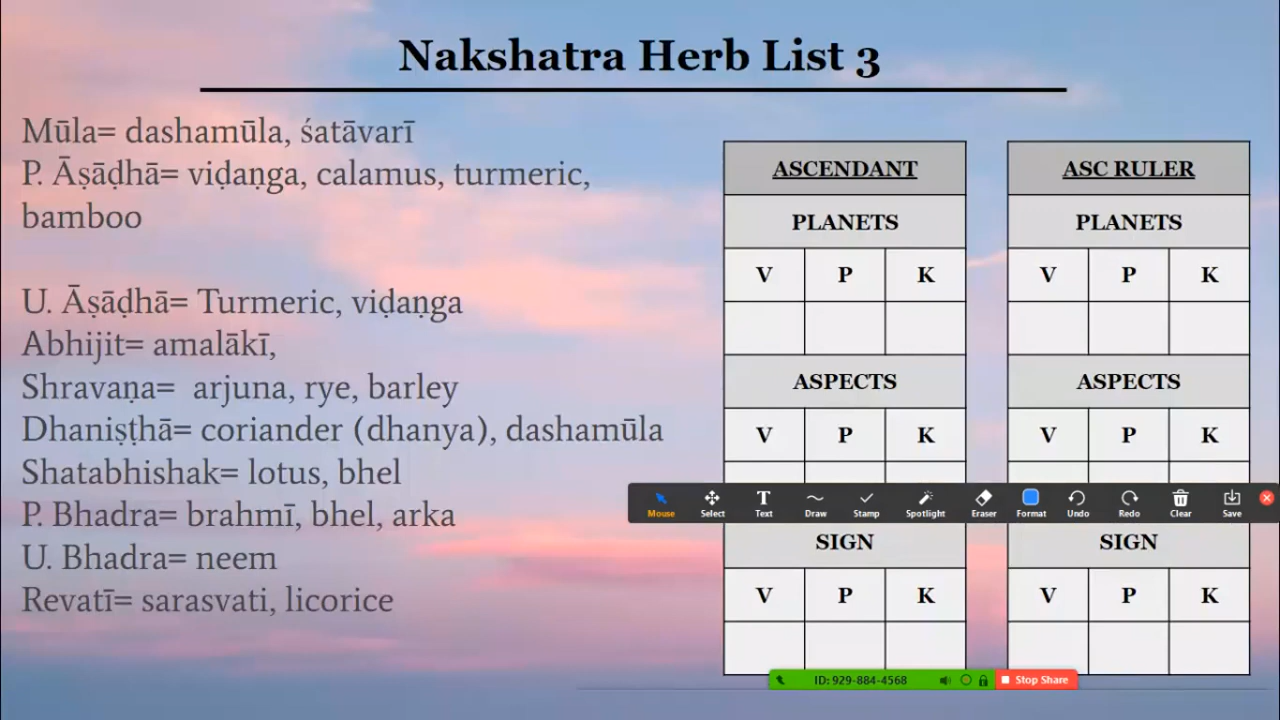 Nakshatra Herb List 3
Mūla= dashamūla, śatāvarī
P. Āṣāḍhā= viḍaṇga, calamus, turmeric,
bamboo
U. Āṣāḍhā= Turmeric, viḍaṇga
Abhijit= amalākī,
Shravaṇa= arjuna, rye, barley
Dhaniṣṭhā= coriander (dhanya), dashamūla
Shatabhishak= lotus, bhel
P. Bhadra= brahmī, bhel, arka
U. Bhadra= neem
Revatī= sarasvati, licorice
ASCENDANT
PLANETS
V P K
ASPECTS
V P K
SIGN
V P K
ASC RULER
PLANETS
V P K
ASPECTS
V P K
SIGN
V P K
Mouse Select Text Draw Stamp Spotlight Eraser Format Undo Redo Clear Save
ID: 929-884-4568 Stop Share